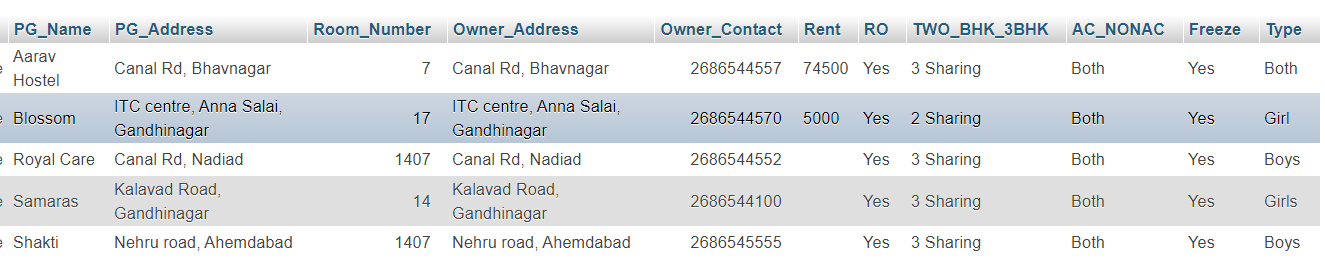 PG_Name PG_Address Room_Number Owner_Address Owner_Contact Rent RO TWO_BHK_3BHK AC_NONAC Freeze Type
Aarav Hostel Canal Rd, Bhavnagar 7 Canal Rd, Bhavnagar 2686544557 74500 Yes 3 Sharing Both Yes Both
Blossom ITC centre, Anna Salai, Gandhinagar 17 ITC centre, Anna Salai, Gandhinagar 2686544570 5000 Yes 2 Sharing Both Yes Girl
Royal Care Canal Rd, Nadiad 1407 Canal Rd, Nadiad 2686544552 Yes 3 Sharing Both Yes Boys
Samaras Kalavad Road, Gandhinagar 14 Kalavad Road, Gandhinagar 2686544100 Yes 3 Sharing Both Yes Girls
Shakti Nehru road, Ahemdabad 1407 Nehru road, Ahemdabad 2686545555 Yes 3 Sharing Both Yes Boys